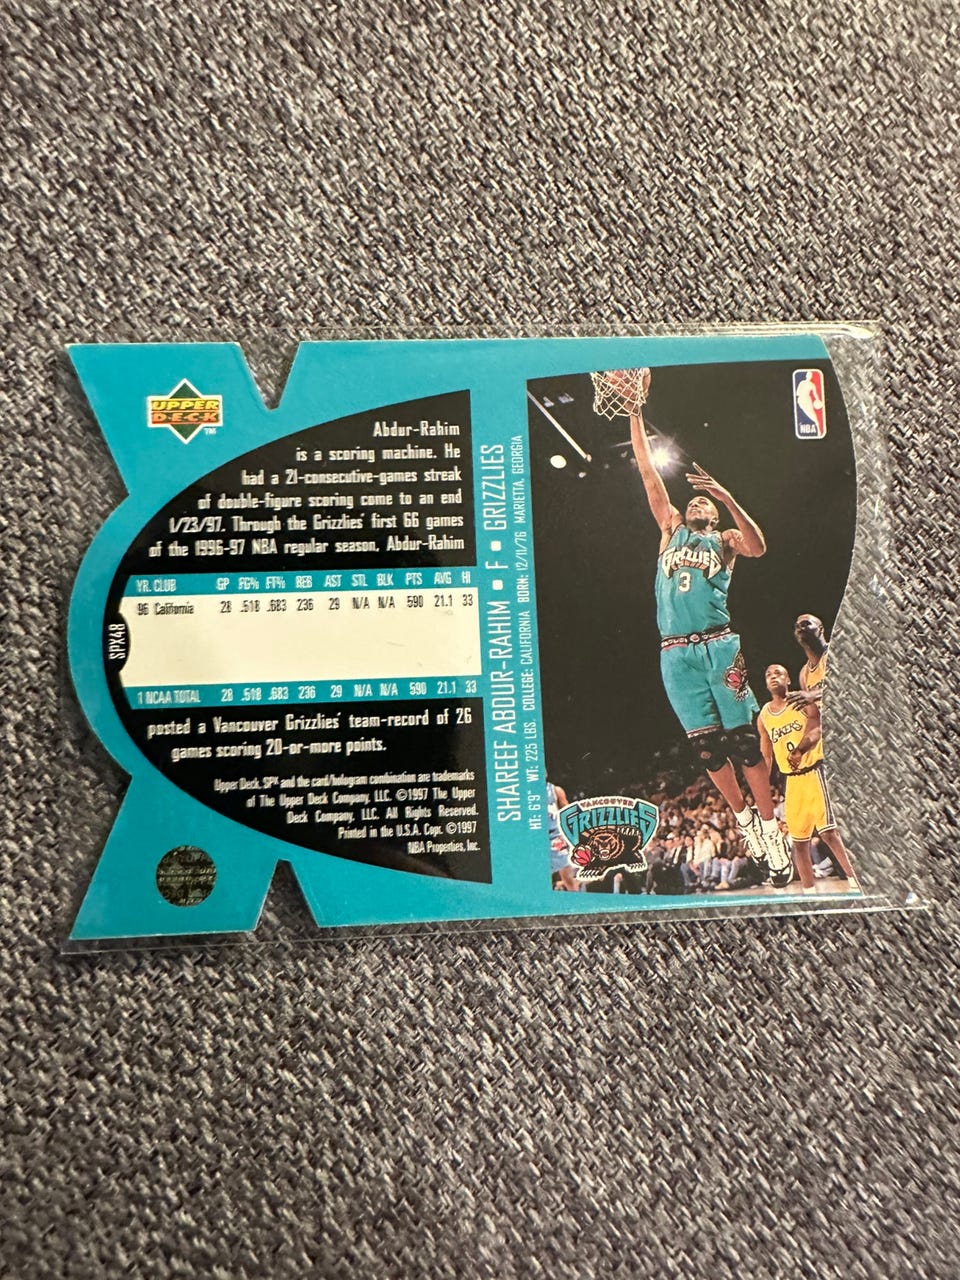 UPPER
DECK
TM
Abdur-Rahim
is a scoring machine. He
had a 21-consecutive-games streak
of double-figure scoring come to an end
1/23/97. Through the Grizzlies' first 66 games
of the 1996-97 NBA regular season, Abdur-Rahim
YR. CLUB GP FG% FT% REB AST STL BLK PTS AVG HI
96 California 28 .518 .683 236 29 N/A N/A 590 21.1 33
1 NCAA TOTAL 28 .518 .683 236 29 N/A N/A 590 21.1 33
SPX48
posted a Vancouver Grizzlies' team-record of 26
games scoring 20-or-more points.
Upper Deck, SPX and the card/hologram combination are trademarks
of The Upper Deck Company, LLC. ©1997 The Upper
Deck Company, LLC. All Rights Reserved.
Printed in the U.S.A. Copr. ©1997
NBA Properties, Inc.
SHAREEF ABDUR-RAHIM ■ F ■ GRIZZLIES
HT: 6'9" WT: 225 LBS. COLLEGE: CALIFORNIA BORN: 12/11/76 MARIETTA, GEORGIA
NBA
GRIZZLIES
3
LAKERS
9
VANCOUVER
GRIZZLIES